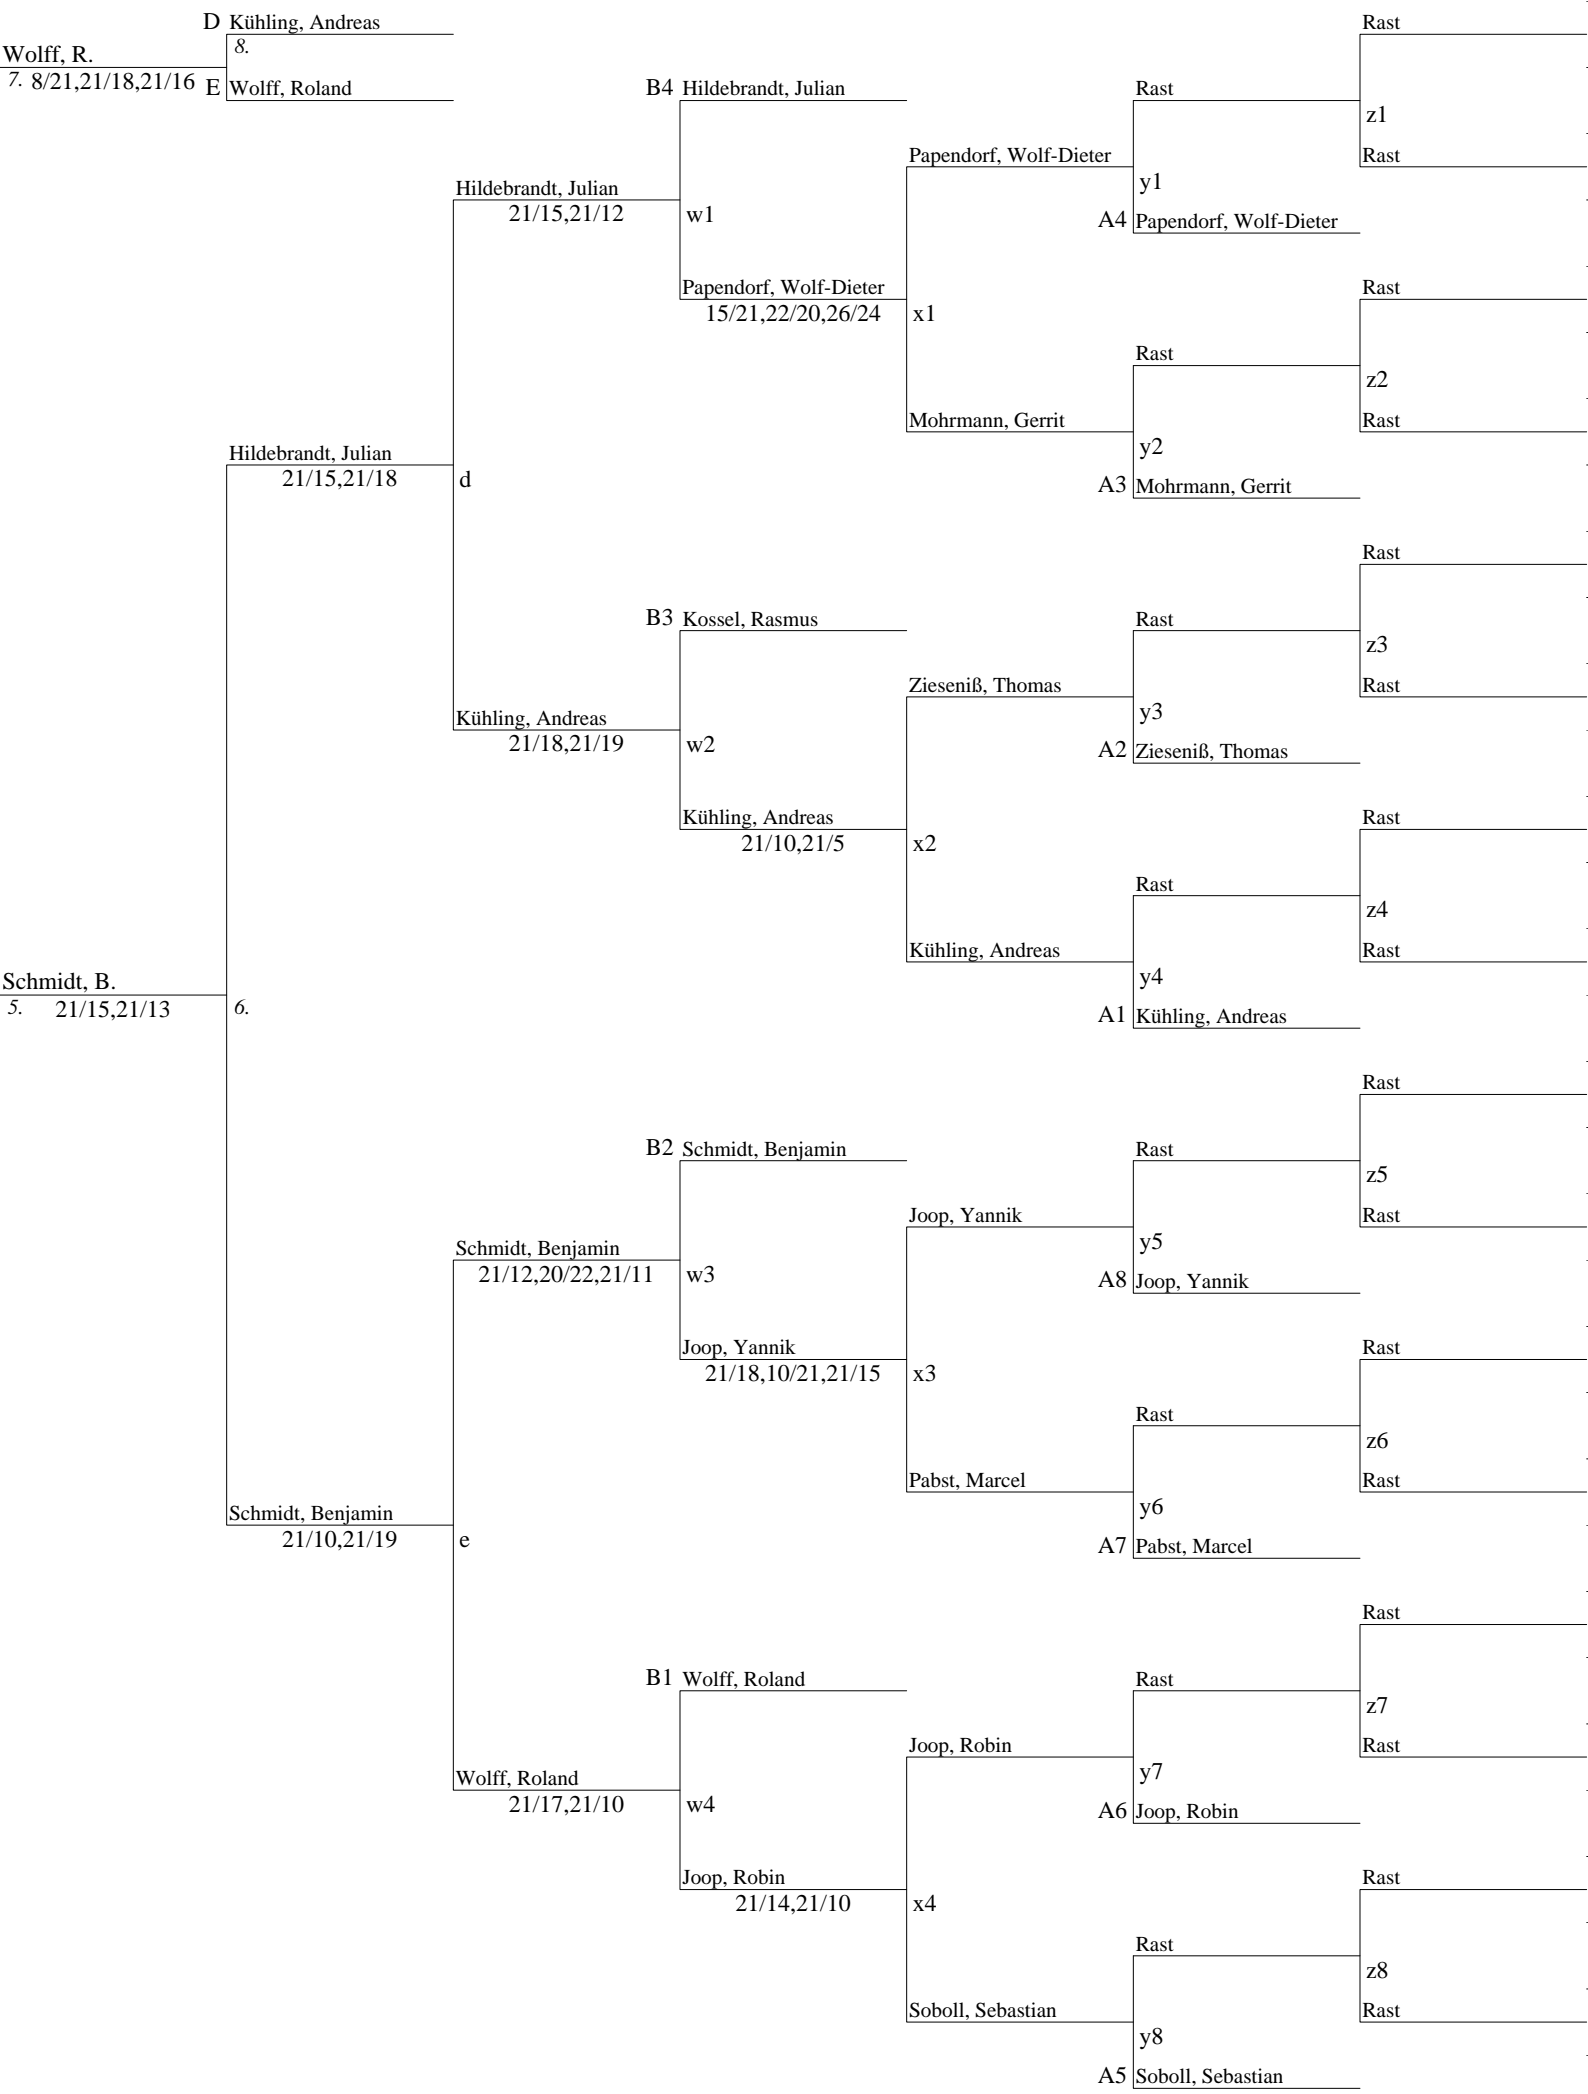 D Kühling, Andreas
Rast
8.
Wolff, R.
7. 8/21,21/18,21/16
E Wolff, Roland
B4 Hildebrandt, Julian
Rast
z1
Papendorf, Wolf-Dieter
Rast
y1
Hildebrandt, Julian
21/15,21/12
w1
A4 Papendorf, Wolf-Dieter
Papendorf, Wolf-Dieter
Rast
15/21,22/20,26/24
x1
Rast
z2
Mohrmann, Gerrit
Rast
y2
Hildebrandt, Julian
21/15,21/18
d
A3 Mohrmann, Gerrit
Rast
B3 Kossel, Rasmus
Rast
z3
Zieseniß, Thomas
Rast
y3
Kühling, Andreas
21/18,21/19
w2
A2 Zieseniß, Thomas
Kühling, Andreas
Rast
21/10,21/5
x2
Rast
z4
Kühling, Andreas
Rast
y4
Schmidt, B.
5. 21/15,21/13
6.
A1 Kühling, Andreas
Rast
B2 Schmidt, Benjamin
Rast
z5
Joop, Yannik
Rast
y5
Schmidt, Benjamin
21/12,20/22,21/11
w3
A8 Joop, Yannik
Joop, Yannik
Rast
21/18,10/21,21/15
x3
Rast
z6
Pabst, Marcel
Rast
y6
Schmidt, Benjamin
21/10,21/19
e
A7 Pabst, Marcel
Rast
B1 Wolff, Roland
Rast
z7
Joop, Robin
Rast
y7
Wolff, Roland
21/17,21/10
w4
A6 Joop, Robin
Joop, Robin
Rast
21/14,21/10
x4
Rast
z8
Soboll, Sebastian
Rast
y8
A5 Soboll, Sebastian